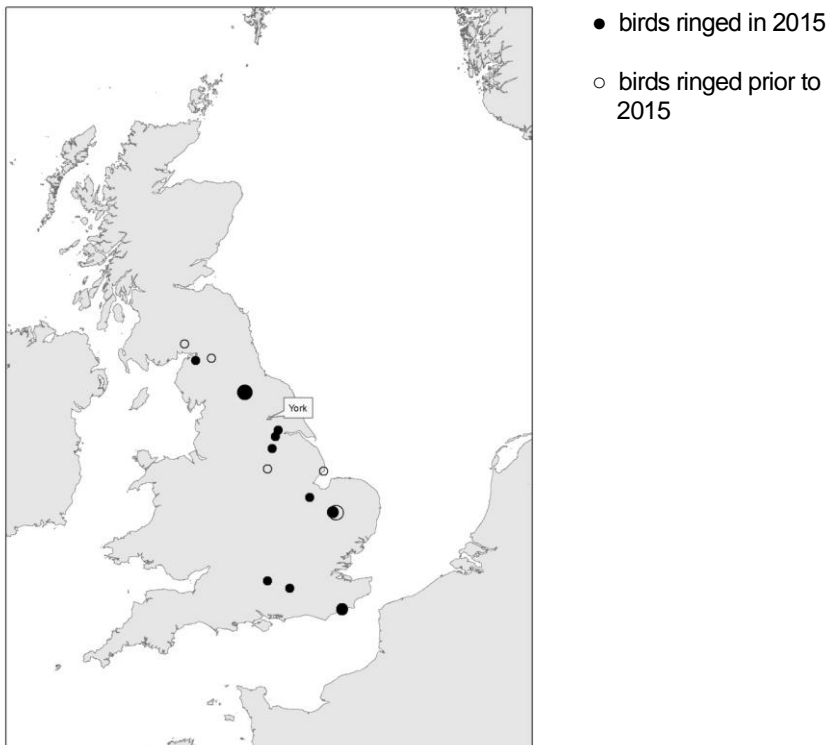 ● birds ringed in 2015
○ birds ringed prior to
2015
York